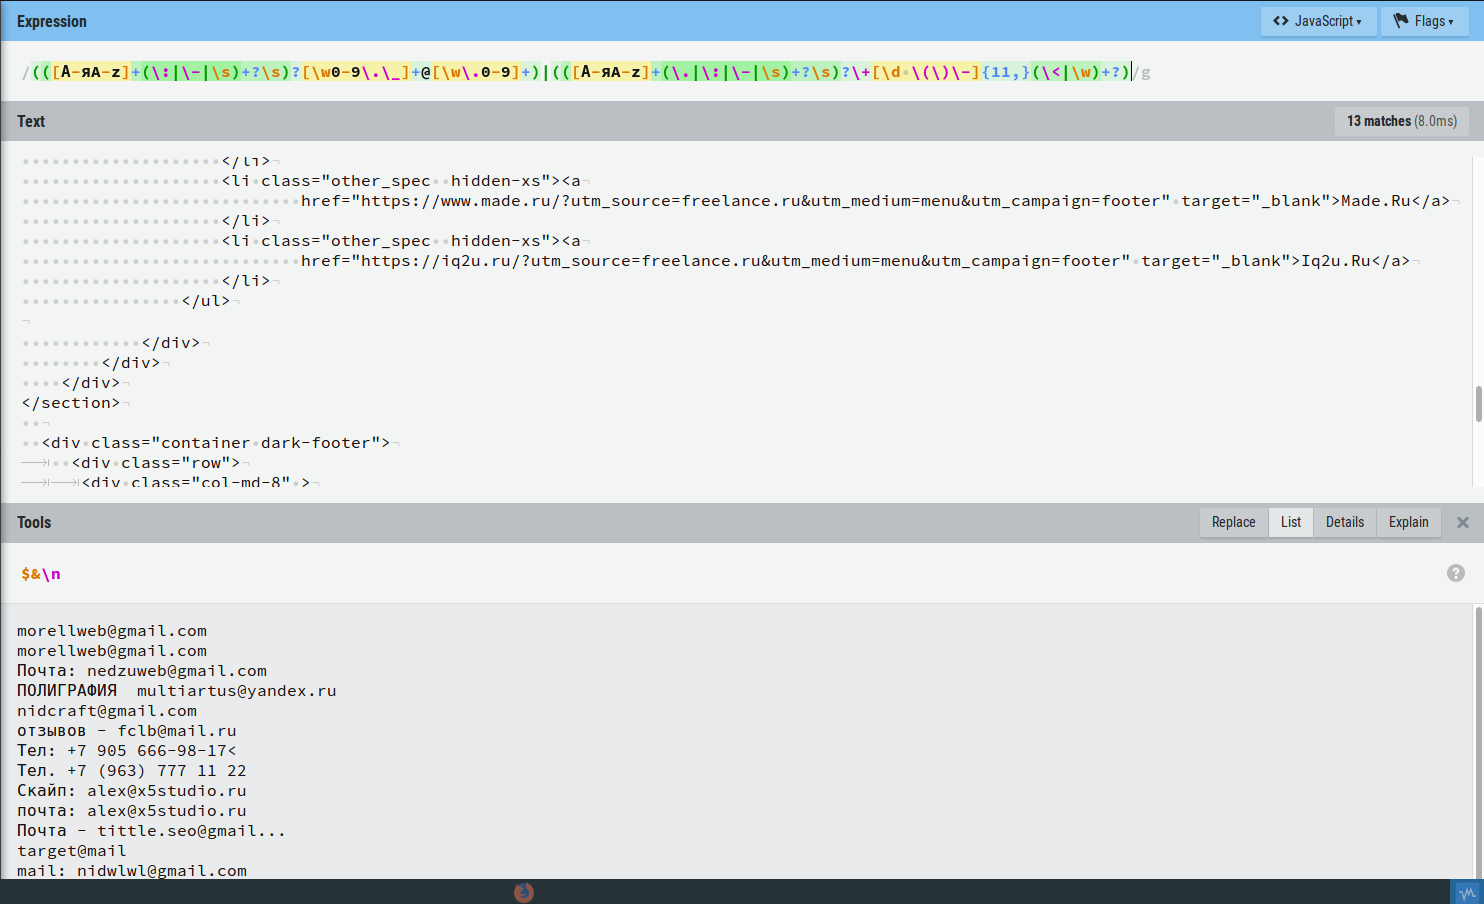 Expression
<> JavaScript ▾
Flags ▾
/(([А-яA-z]+(\:|\-|\s)+?\s)?[\w0-9\.\_]+@[\w\.0-9]+)|(([А-яA-z]+(\.|\:|\-|\s)+?\s)?\+[\d \(\)\-]{11,}(\<|\w)+?)/g
Text
13 matches (8.0ms)
</li>
<li class="other_spec  hidden-xs"><a
href="https://www.made.ru/?utm_source=freelance.ru&utm_medium=menu&utm_campaign=footer" target="_blank">Made.Ru</a>
</li>
<li class="other_spec  hidden-xs"><a
href="https://iq2u.ru/?utm_source=freelance.ru&utm_medium=menu&utm_campaign=footer" target="_blank">Iq2u.Ru</a>
</li>
</ul>
</div>
</div>
</div>
</section>
<div class="container dark-footer">
<div class="row">
<div class="col-md-8" >
Tools
Replace
List
Details
Explain
$&\n
morellweb@gmail.com
morellweb@gmail.com
Почта: nedzuweb@gmail.com
ПОЛИГРАФИЯ  multiartus@yandex.ru
nidcraft@gmail.com
отзывов - fclb@mail.ru
Тел: +7 905 666-98-17<
Тел. +7 (963) 777 11 22
Скайп: alex@x5studio.ru
почта: alex@x5studio.ru
Почта - tittle.seo@gmail...
target@mail
mail: nidwlwl@gmail.com